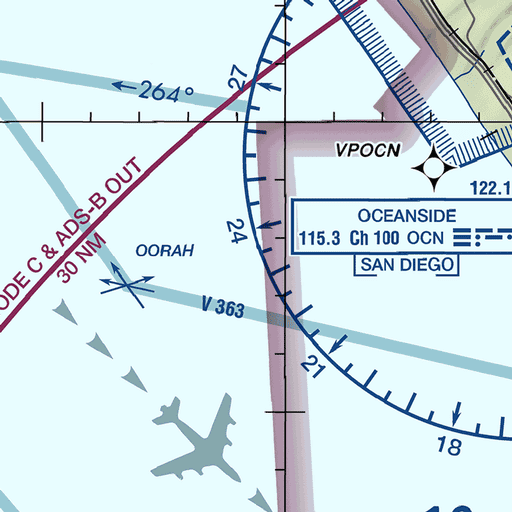 27
264°
VPOCN
122.1
OCEANSIDE
115.3 Ch 100 OCN
SAN DIEGO
24
OORAH
ODE C & ADS-B OUT
30 NM
V 363
21
18